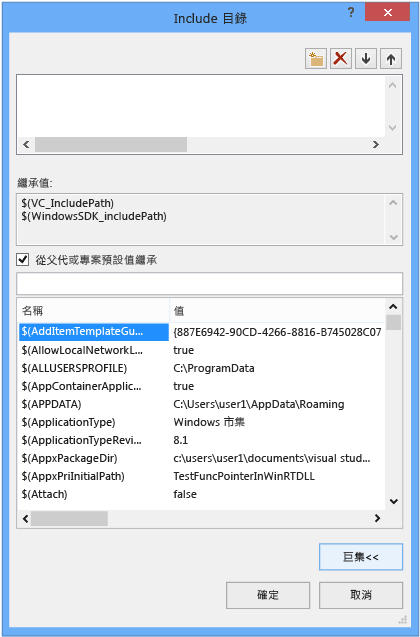 Include 目錄
?
繼承值:
$(VC_IncludePath)
$(WindowsSDK_includePath)
從父代或專案預設值繼承
名稱 值
$(AddItemTemplateGu... {887E6942-90CD-4266-8816-B745028C07
$(AllowLocalNetworkL... true
$(ALLUSERSPROFILE) C:\ProgramData
$(AppContainerApplic... true
$(APPDATA) C:\Users\user1\AppData\Roaming
$(ApplicationType) Windows 市集
$(ApplicationTypeRevi... 8.1
$(AppxPackageDir) c:\users\user1\documents\visual stud...
$(AppxPriInitialPath) TestFuncPointerInWinRTDLL
$(Attach) false
巨集<<
確定 取消